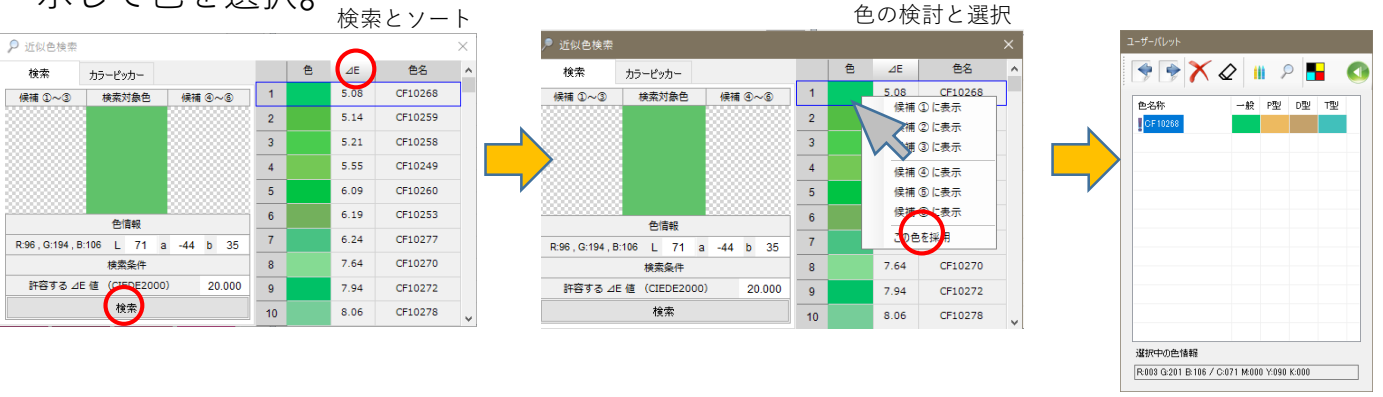 示して色を選択。
検索とソート
近似色検索
検索 カラーピッカー
候補 ①～③ 検索対象色 候補 ④～⑥
色情報
R:96 , G:194 , B:106 L 71 a -44 b 35
検索条件
許容する ⊿E 値 (CIEDE2000) 20.000
検索
色 ⊿E 色名
1 5.08 CF10268
2 5.14 CF10259
3 5.21 CF10258
4 5.55 CF10249
5 6.09 CF10260
6 6.19 CF10253
7 6.24 CF10277
8 7.64 CF10270
9 7.94 CF10272
10 8.06 CF10278
色の検討と選択
近似色検索
検索 カラーピッカー
候補 ①～③ 検索対象色 候補 ④～⑥
色情報
R:96 , G:194 , B:106 L 71 a -44 b 35
検索条件
許容する ⊿E 値 (CIEDE2000) 20.000
検索
色 ⊿E 色名
1 5.08 CF10268
2
3
4
5
6
7
8 7.64 CF10270
9 7.94 CF10272
10 8.06 CF10278
候補 ① に表示
候補 ② に表示
候補 ③ に表示
候補 ④ に表示
候補 ⑤ に表示
候補 ⑥ に表示
この色を採用
ユーザーパレット
色名称 一般 P型 D型 T型
CF10268
選択中の色情報
R:003 G:201 B:106 / C:071 M:000 Y:090 K:000